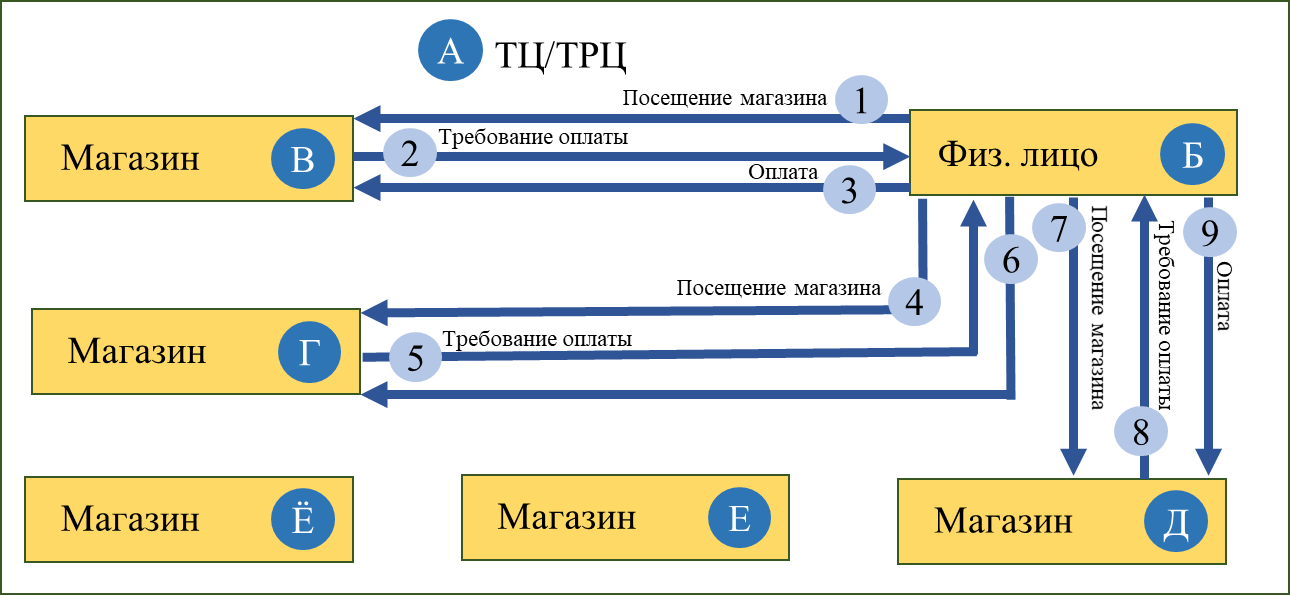 А ТЦ/ТРЦ
Посещение магазина 1
Магазин В
2 Требование оплаты
Физ. лицо Б
Оплата 3
4 Посещение магазина
Магазин Г
5 Требование оплаты
6
7 Посещение магазина
8 Требование оплаты
9 Оплата
Магазин Ё
Магазин Е
Магазин Д